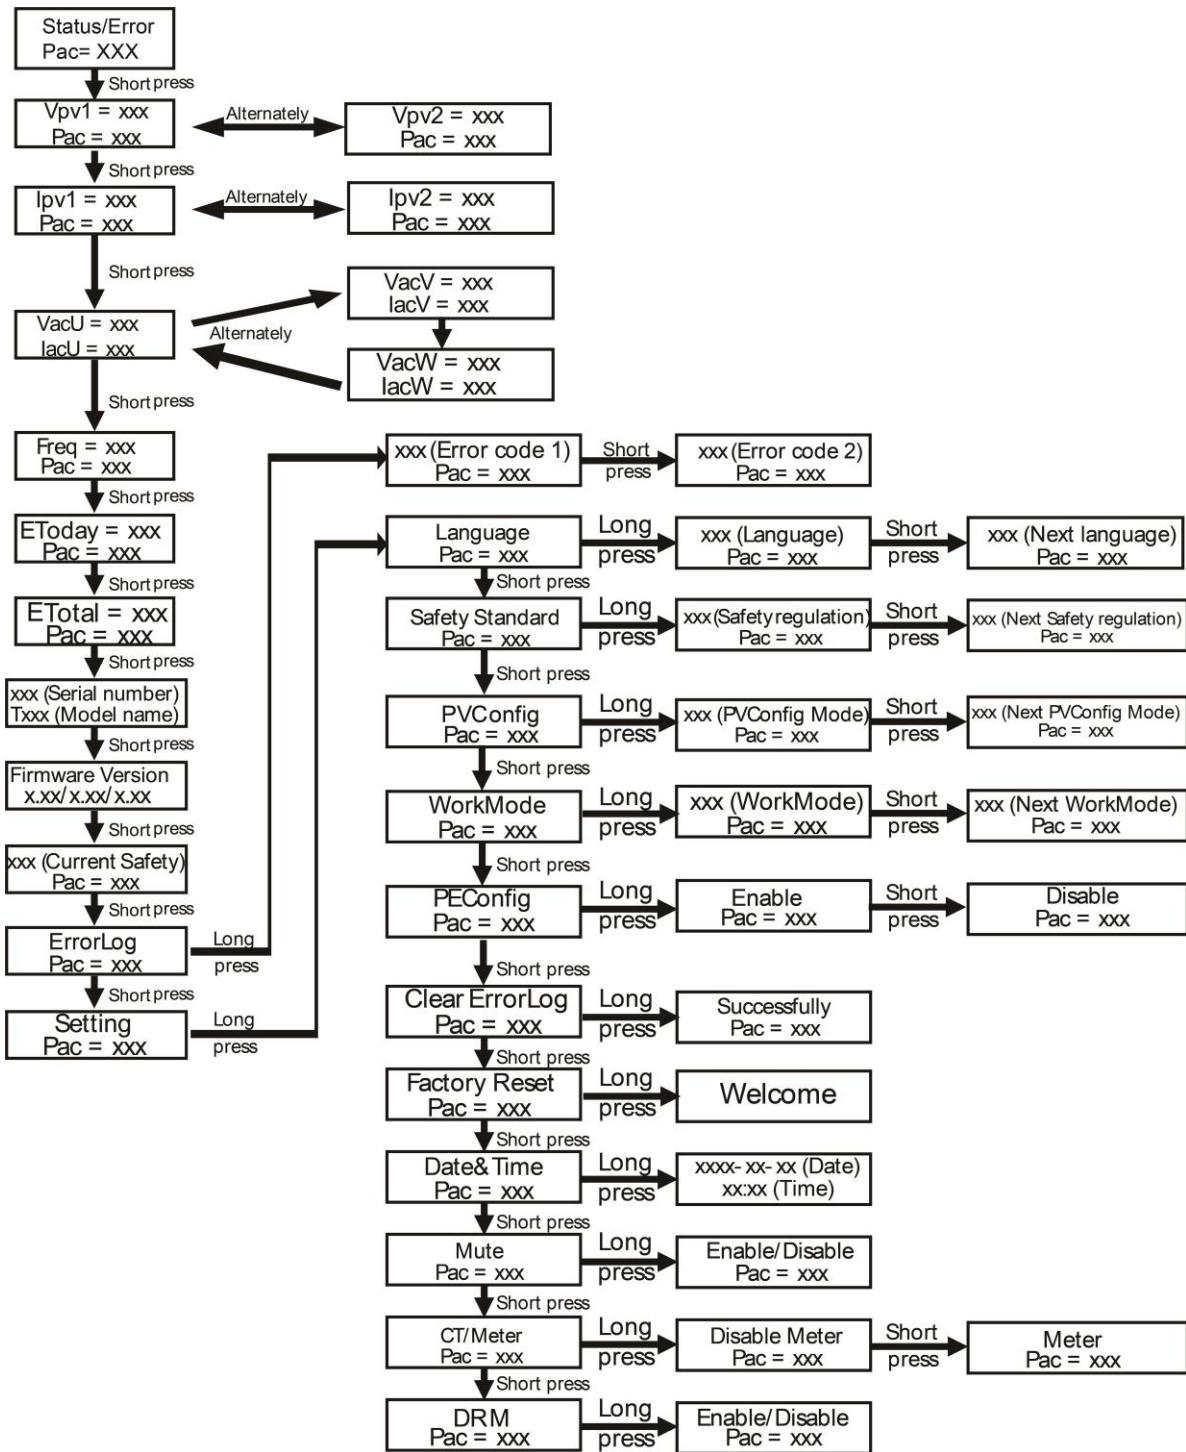 Status/Error
Pac= XXX
Short press
Vpv1 = xxx
Pac = xxx
Alternately
Vpv2 = xxx
Pac = xxx
Short press
Ipv1 = xxx
Pac = xxx
Alternately
Ipv2 = xxx
Pac = xxx
Short press
VacU = xxx
IacU = xxx
Alternately
VacV = xxx
IacV = xxx
VacW = xxx
IacW = xxx
Short press
Freq = xxx
Pac = xxx
Short press
EToday = xxx
Pac = xxx
Short press
ETotal = xxx
Pac = xxx
Short press
xxx (Serial number)
Txxx (Model name)
Short press
Firmware Version
x.xx/x.xx/x.xx
Short press
xxx (Current Safety)
Pac = xxx
Short press
ErrorLog
Pac = xxx
Long
press
Short press
Setting
Pac = xxx
Long
press
xxx (Error code 1)
Pac = xxx
Short
press
xxx (Error code 2)
Pac = xxx
Language
Pac = xxx
Long
press
xxx (Language)
Pac = xxx
Short
press
xxx (Next language)
Pac = xxx
Short press
Safety Standard
Pac = xxx
Long
press
xxx (Safety regulation)
Pac = xxx
Short
press
xxx (Next Safety regulation)
Pac = xxx
Short press
PVConfig
Pac = xxx
Long
press
xxx (PVConfig Mode)
Pac = xxx
Short
press
xxx (Next PVConfig Mode)
Pac = xxx
Short press
WorkMode
Pac = xxx
Long
press
xxx (WorkMode)
Pac = xxx
Short
press
xxx (Next WorkMode)
Pac = xxx
Short press
PEConfig
Pac = xxx
Long
press
Enable
Pac = xxx
Short
press
Disable
Pac = xxx
Short press
Clear ErrorLog
Pac = xxx
Long
press
Successfully
Pac = xxx
Short press
Factory Reset
Pac = xxx
Long
press
Welcome
Short press
Date&Time
Pac = xxx
Long
press
xxxx- xx- xx (Date)
xx:xx (Time)
Short press
Mute
Pac = xxx
Long
press
Enable/Disable
Pac = xxx
Short press
CT/Meter
Pac = xxx
Long
press
Disable Meter
Pac = xxx
Short
press
Meter
Pac = xxx
Short press
DRM
Pac = xxx
Long
press
Enable/Disable
Pac = xxx